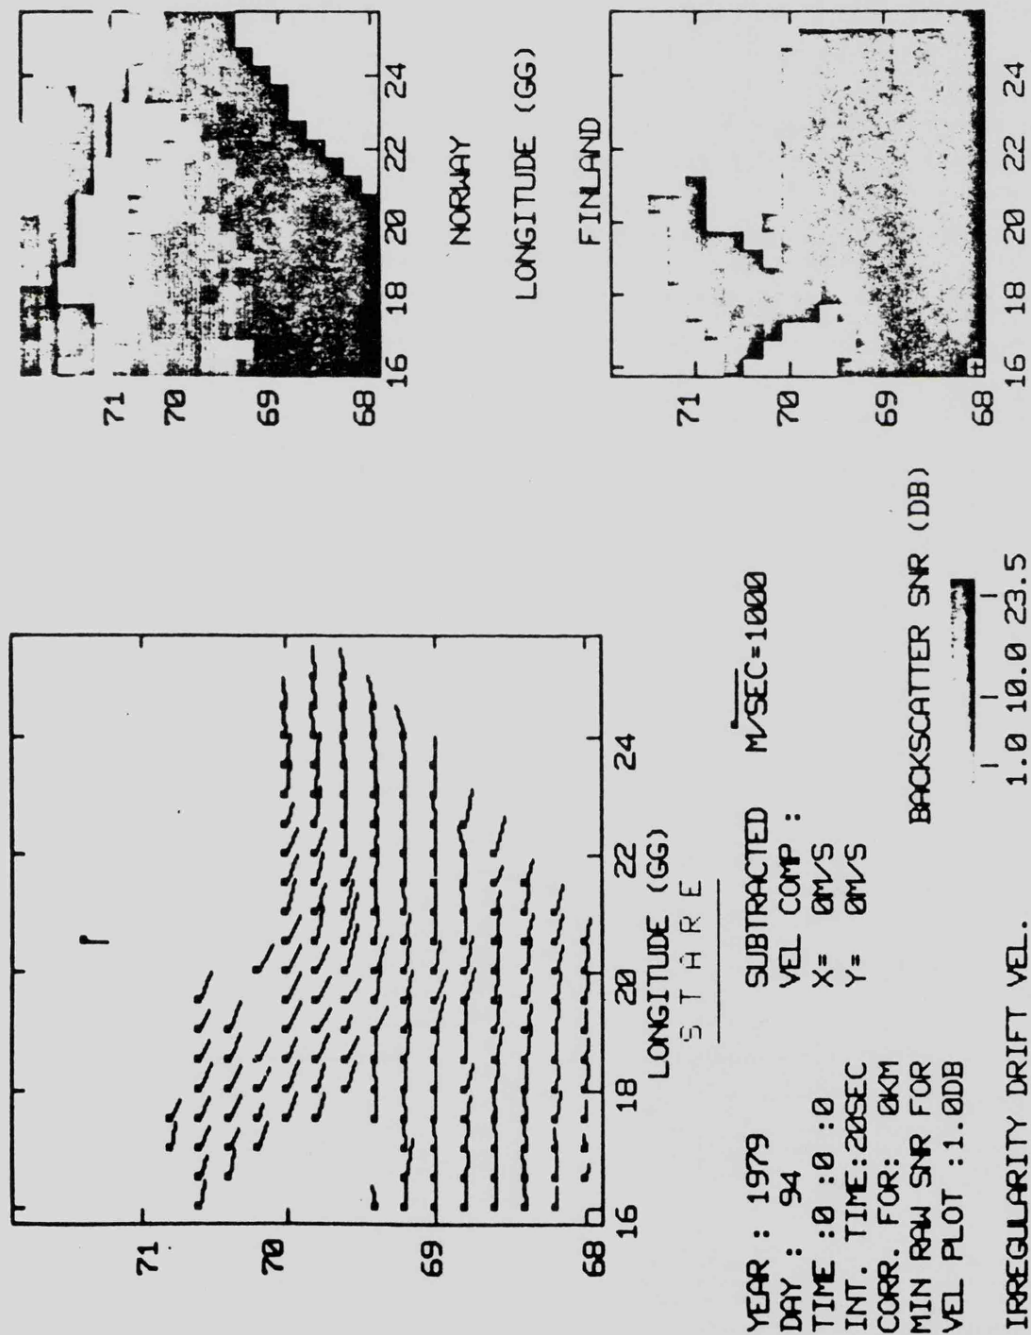 71
70
69
68
16 18 20 22 24
LONGITUDE (GG)
S T A R E
71
70
69
68
16 18 20 22 24
NORWAY
LONGITUDE (GG)
FINLAND
71
70
69
68
16 18 20 22 24
YEAR : 1979
DAY : 94
TIME :0 :0 :0
INT. TIME:20SEC
CORR. FOR: 0KM
MIN RAW SNR FOR
VEL PLOT :1.0DB
IRREGULARITY DRIFT VEL.
SUBTRACTED
VEL COMP :
X= 0M/S
Y= 0M/S
M/SEC=1000
BACKSCATTER SNR (DB)
1.0 10.0 23.5